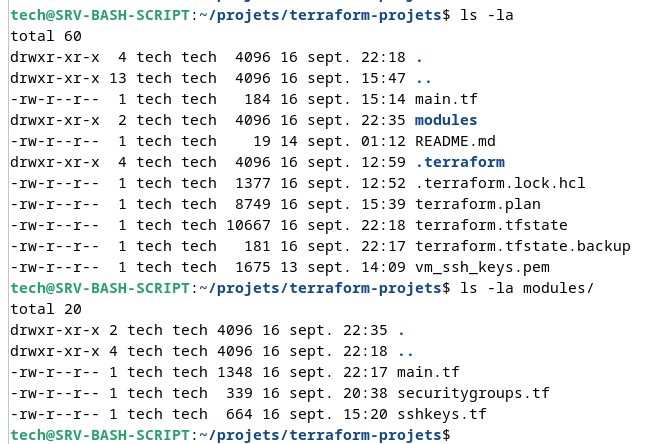 tech@SRV-BASH-SCRIPT:~/projets/terraform-projets$ ls -la
total 60
drwxr-xr-x  4 tech tech  4096 16 sept. 22:18 .
drwxr-xr-x 13 tech tech  4096 16 sept. 15:47 ..
-rw-r--r--  1 tech tech   184 16 sept. 15:14 main.tf
drwxr-xr-x  2 tech tech  4096 16 sept. 22:35 modules
-rw-r--r--  1 tech tech    19 14 sept. 01:12 README.md
drwxr-xr-x  4 tech tech  4096 16 sept. 12:59 .terraform
-rw-r--r--  1 tech tech  1377 16 sept. 12:52 .terraform.lock.hcl
-rw-r--r--  1 tech tech  8749 16 sept. 15:39 terraform.plan
-rw-r--r--  1 tech tech 10667 16 sept. 22:18 terraform.tfstate
-rw-r--r--  1 tech tech   181 16 sept. 22:17 terraform.tfstate.backup
-rw-r--r--  1 tech tech  1675 13 sept. 14:09 vm_ssh_keys.pem
tech@SRV-BASH-SCRIPT:~/projets/terraform-projets$ ls -la modules/
total 20
drwxr-xr-x 2 tech tech 4096 16 sept. 22:35 .
drwxr-xr-x 4 tech tech 4096 16 sept. 22:18 ..
-rw-r--r-- 1 tech tech 1348 16 sept. 22:17 main.tf
-rw-r--r-- 1 tech tech  339 16 sept. 20:38 securitygroups.tf
-rw-r--r-- 1 tech tech  664 16 sept. 15:20 sshkeys.tf
tech@SRV-BASH-SCRIPT:~/projets/terraform-projets$